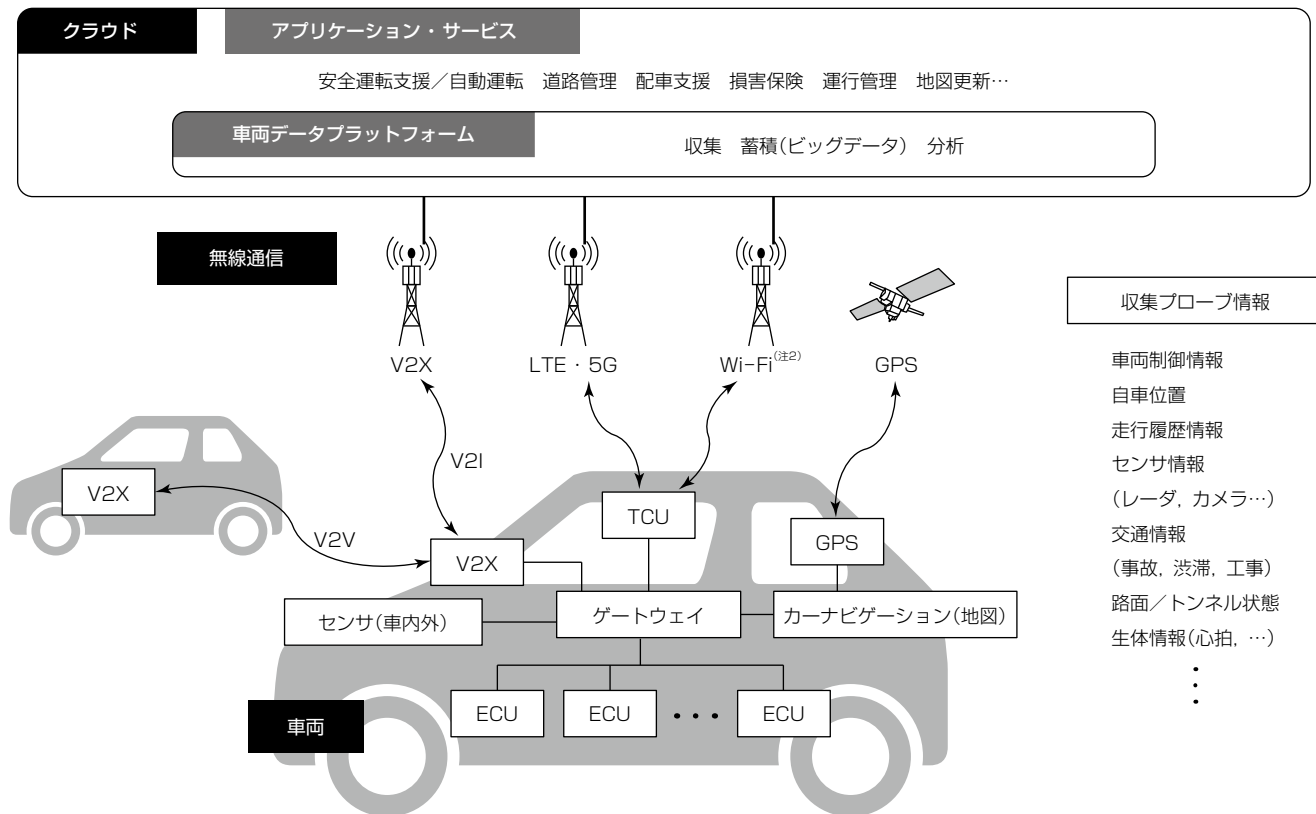 クラウド
アプリケーション・サービス
安全運転支援／自動運転　道路管理　配車支援　損害保険　運行管理　地図更新…
車両データプラットフォーム
収集　蓄積（ビッグデータ）　分析
無線通信
V2X
LTE・5G
Wi-Fi(注2)
GPS
収集プローブ情報
車両制御情報
自車位置
走行履歴情報
センサ情報
（レーダ，カメラ…）
交通情報
（事故，渋滞，工事）
路面／トンネル状態
生体情報（心拍，…）
V2I
V2X
V2V
V2X
TCU
GPS
センサ（車内外）
ゲートウェイ
カーナビゲーション（地図）
ECU
ECU
ECU
車両